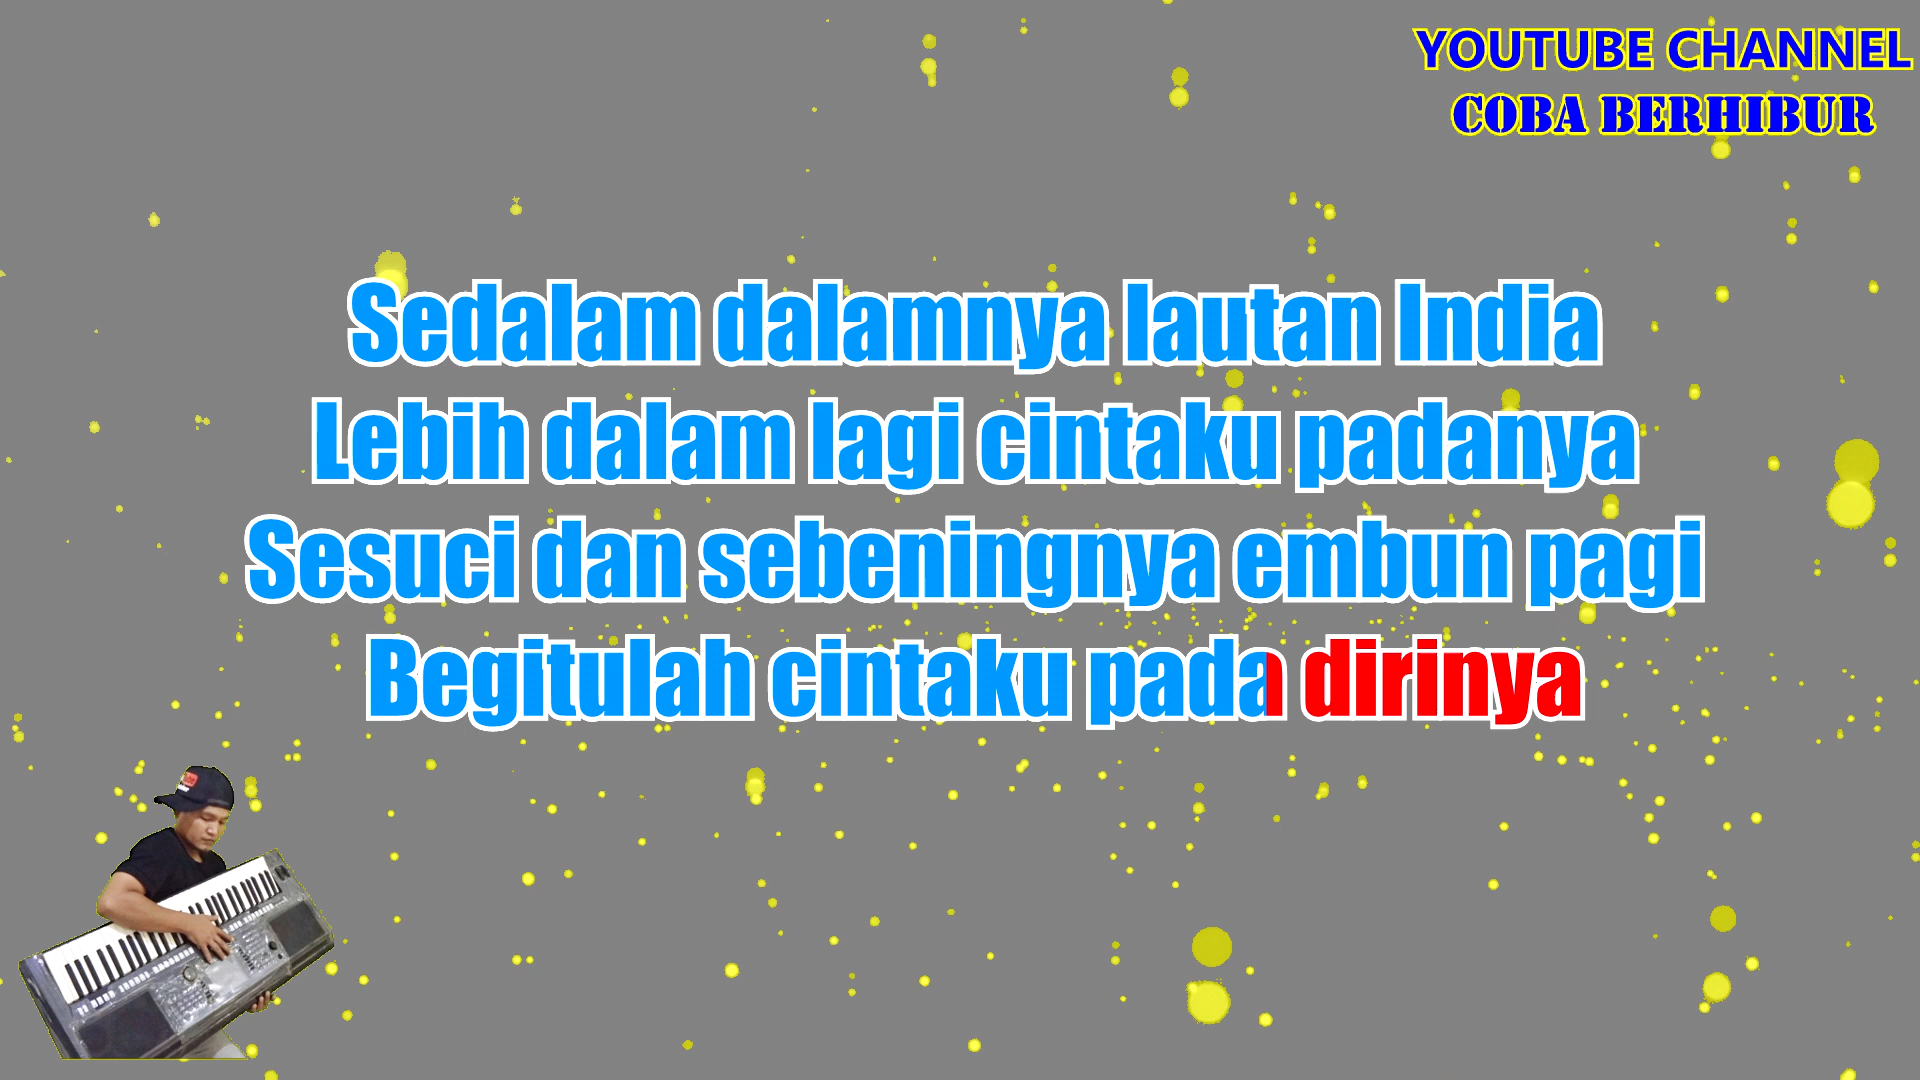 YOUTUBE CHANNEL
COBA BERHIBUR
Sedalam dalamnya lautan India
Lebih dalam lagi cintaku padanya
Sesuci dan sebeningnya embun pagi
Begitulah cintaku pada dirinya